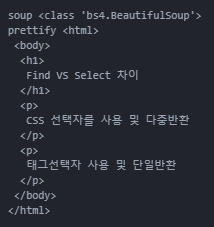 soup <class 'bs4.BeautifulSoup'>
prettify <html>
 <body>
  <h1>
   Find VS Select 차이
  </h1>
  <p>
   CSS 선택자를 사용 및 다중반환
  </p>
  <p>
   태그선택자 사용 및 단일반환
  </p>
 </body>
</html>